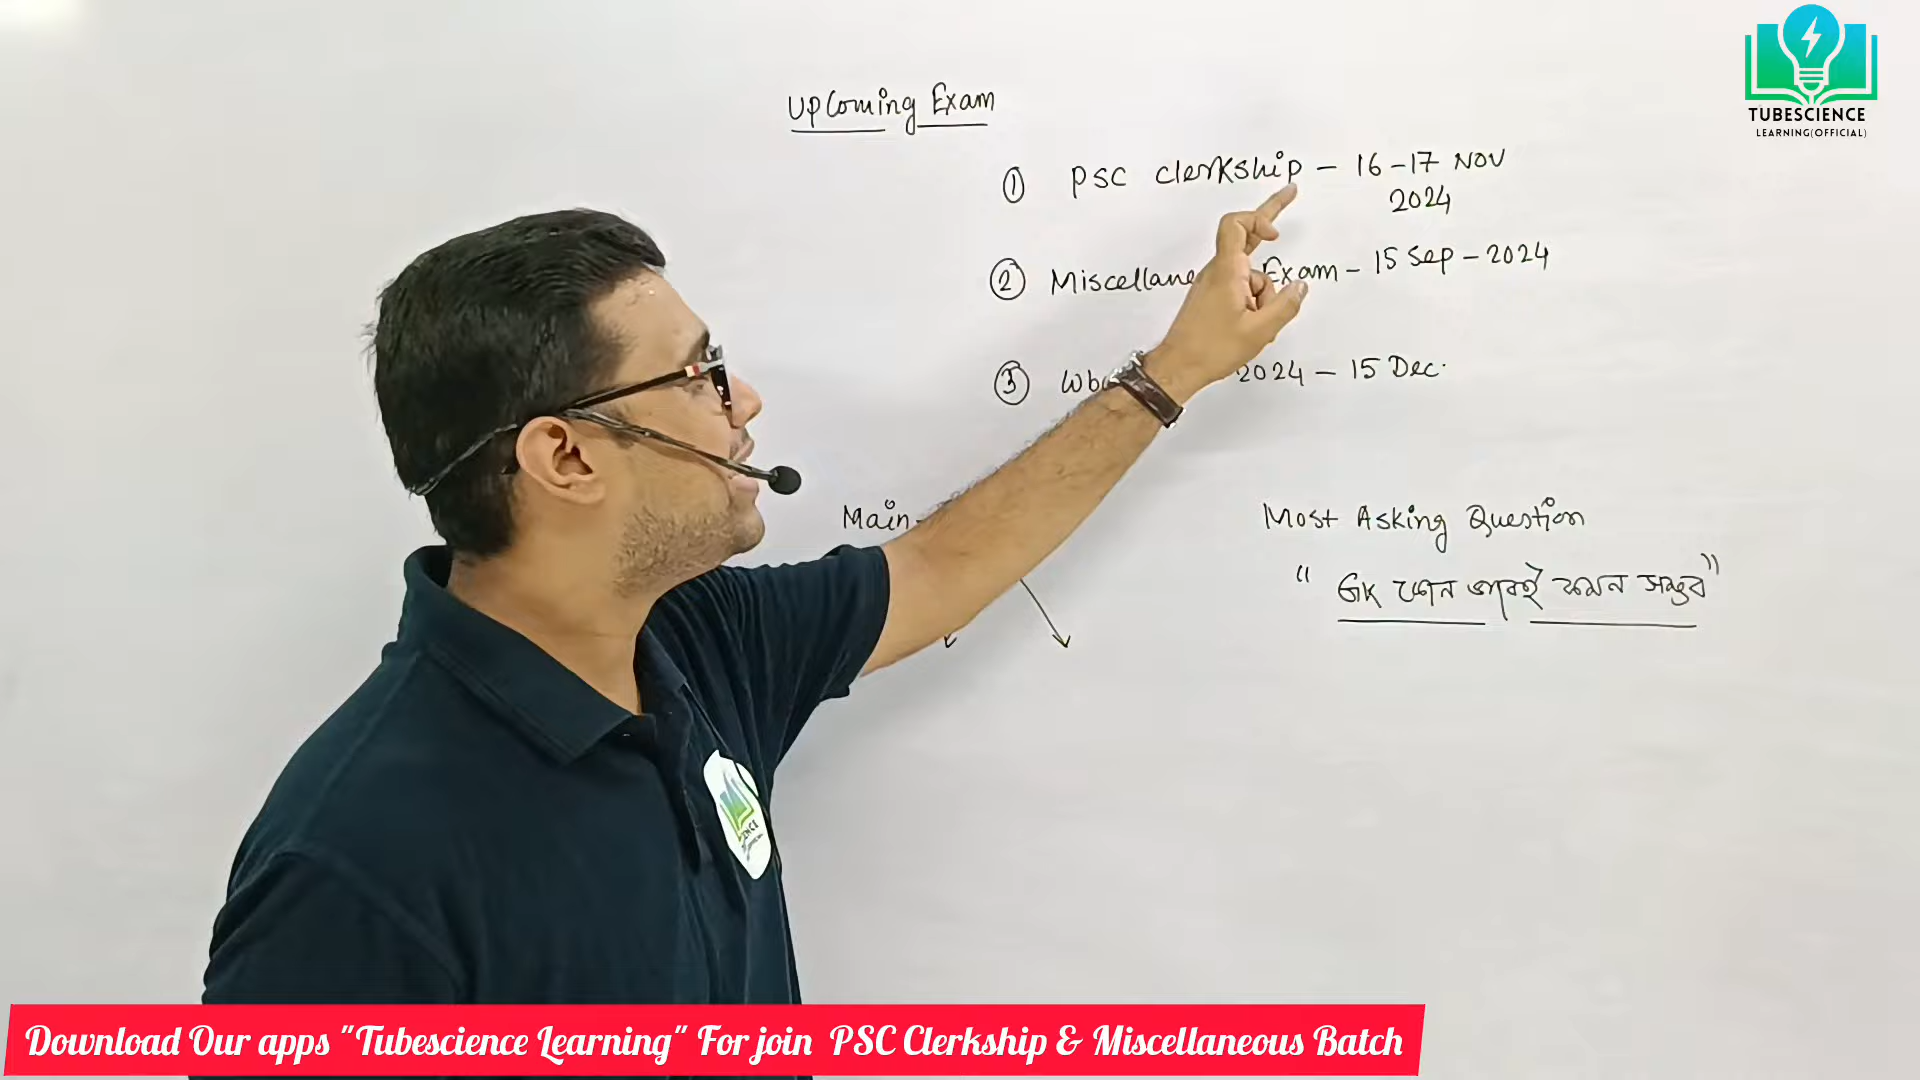 TUBESCIENCE
LEARNING(OFFICIAL)
Upcoming Exam
① PSC Clerkship – 16 – 17 NOV
2024
② Miscellane Exam – 15 Sep – 2024
③ wb 2024 – 15 Dec.
Main
Most Asking Question
" GK কোন ভাবেই কমন সম্ভব "
ENCE
Download Our apps "Tubescience Learning" For join PSC Clerkship & Miscellaneous Batch